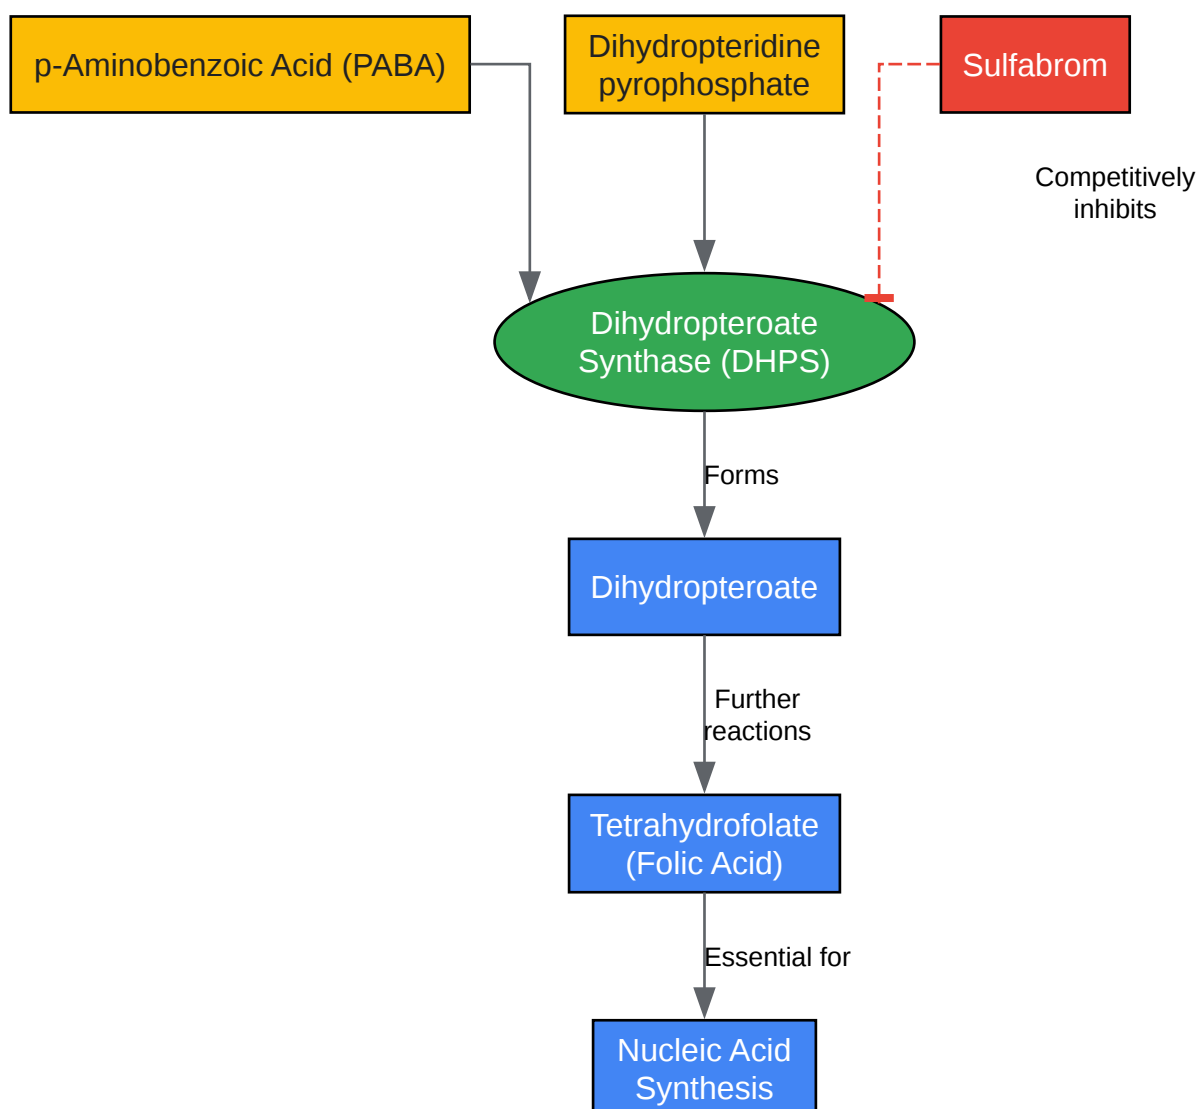 p-Aminobenzoic Acid (PABA)
Dihydropteridine
pyrophosphate
Sulfabrom
Competitively
inhibits
Dihydropteroate
Synthase (DHPS)
Forms
Dihydropteroate
Further
reactions
Tetrahydrofolate
(Folic Acid)
Essential for
Nucleic Acid
Synthesis